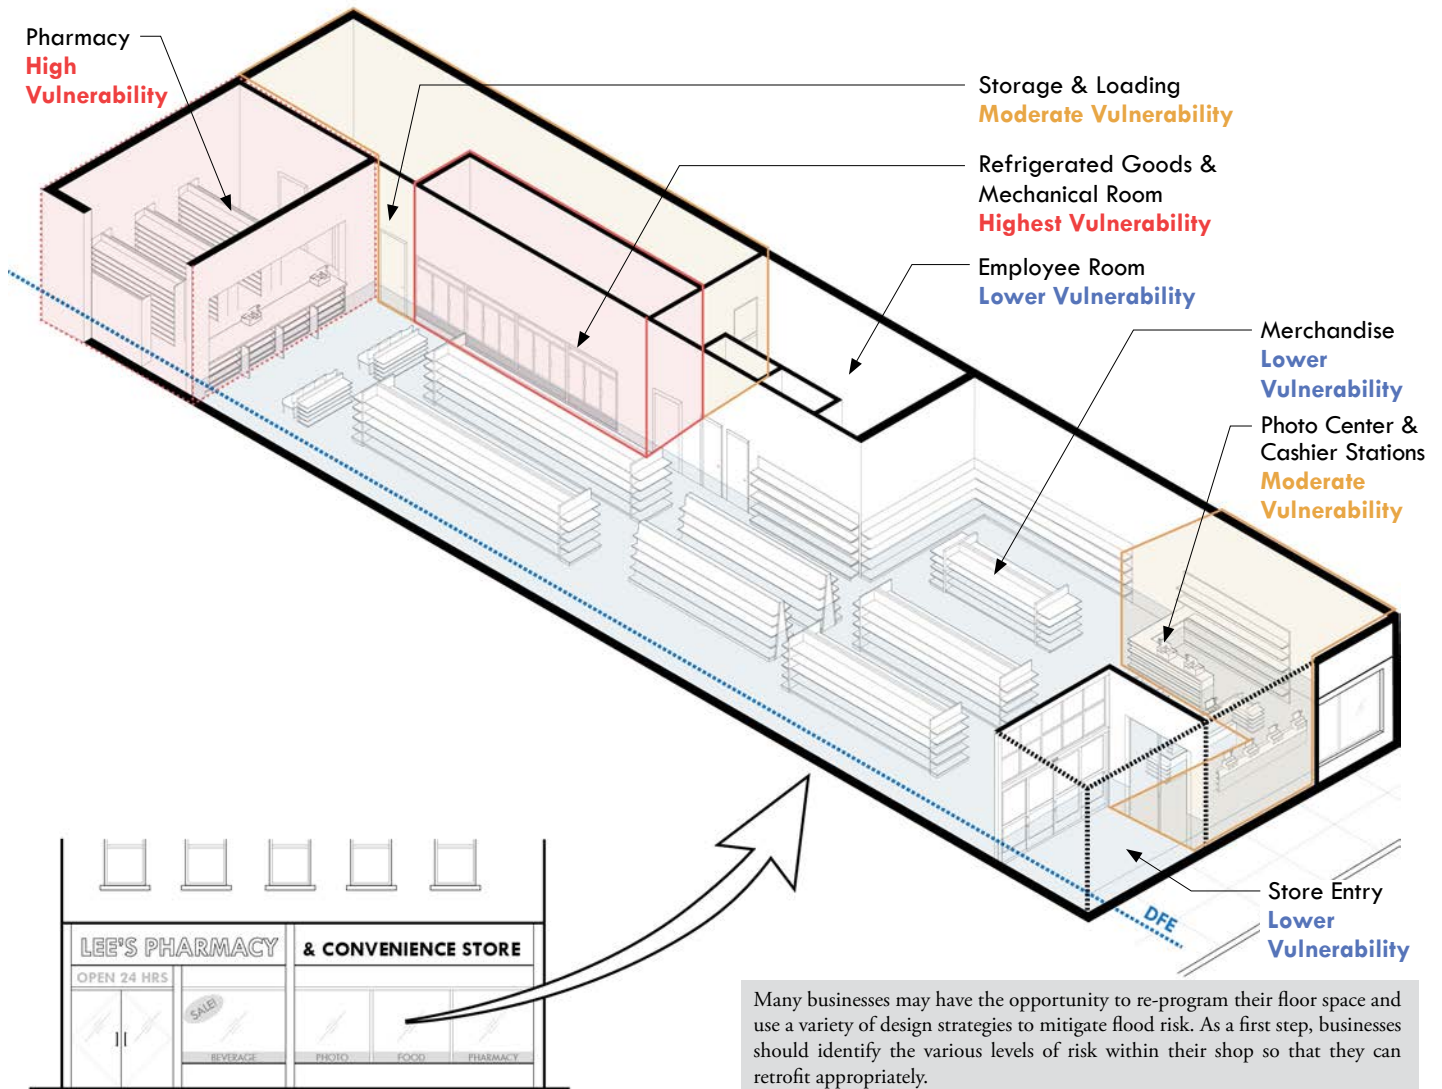 Pharmacy
High
Vulnerability
Storage & Loading
Moderate Vulnerability
Refrigerated Goods &
Mechanical Room
Highest Vulnerability
Employee Room
Lower Vulnerability
Merchandise
Lower
Vulnerability
Photo Center &
Cashier Stations
Moderate
Vulnerability
DFE
Store Entry
Lower
Vulnerability
LEE'S PHARMACY
& CONVENIENCE STORE
OPEN 24 HRS
SALE!
BEVERAGE
PHOTO
FOOD
PHARMACY
Many businesses may have the opportunity to re-program their floor space and
use a variety of design strategies to mitigate flood risk. As a first step, businesses
should identify the various levels of risk within their shop so that they can
retrofit appropriately.